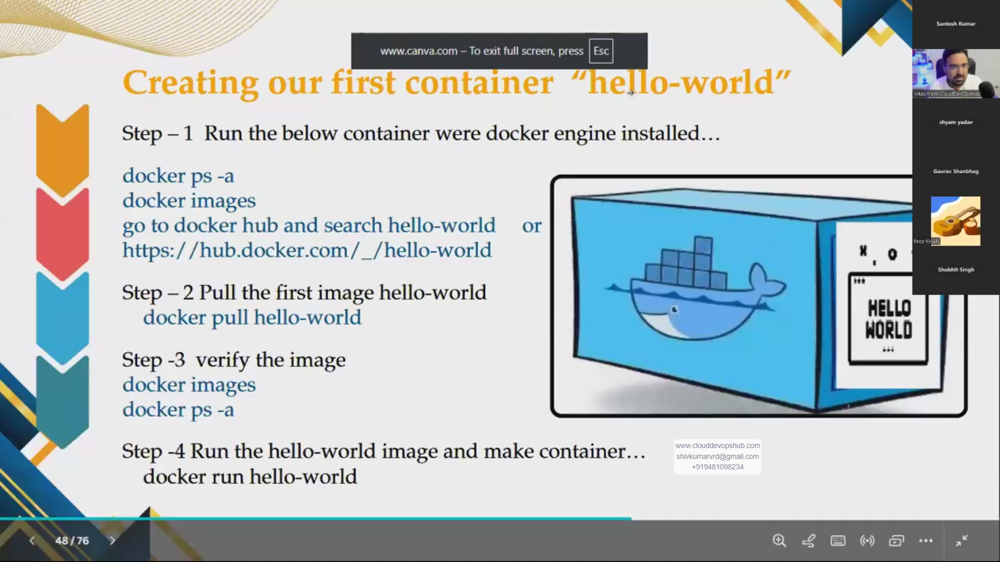 www.canva.com – To exit full screen, press Esc
Creating our first container “hello-world”
Step – 1 Run the below container were docker engine installed…
docker ps -a
docker images
go to docker hub and search hello-world or
https://hub.docker.com/_/hello-world
Step – 2 Pull the first image hello-world
docker pull hello-world
Step -3 verify the image
docker images
docker ps -a
Step -4 Run the hello-world image and make container…
docker run hello-world
HELLO
WORLD
www.clouddevopshub.com
shivkumarvrd@gmail.com
+919481098234
Santosh Kumar
Vikas from CloudDevOpsHub
shyam yadav
Gaurav Shanbhag
firoz KHAN
Shobhit Singh
48 / 76